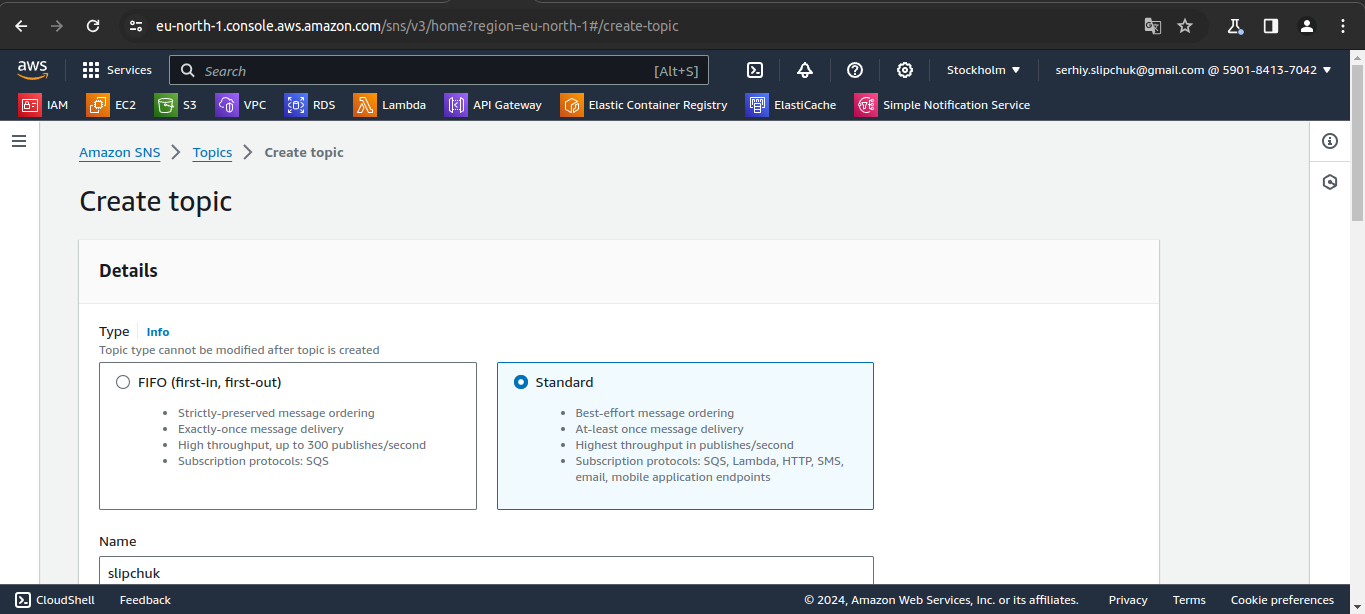 eu-north-1.console.aws.amazon.com/sns/v3/home?region=eu-north-1#/create-topic
aws Services Search [Alt+S] Stockholm serhiy.slipchuk@gmail.com @ 5901-8413-7042
IAM EC2 S3 VPC RDS Lambda API Gateway Elastic Container Registry ElastiCache Simple Notification Service
Amazon SNS Topics Create topic
Create topic
Details
Type Info
Topic type cannot be modified after topic is created
FIFO (first-in, first-out)
Strictly-preserved message ordering
Exactly-once message delivery
High throughput, up to 300 publishes/second
Subscription protocols: SQS
Standard
Best-effort message ordering
At-least once message delivery
Highest throughput in publishes/second
Subscription protocols: SQS, Lambda, HTTP, SMS,
email, mobile application endpoints
Name
slipchuk
CloudShell Feedback © 2024, Amazon Web Services, Inc. or its affiliates. Privacy Terms Cookie preferences